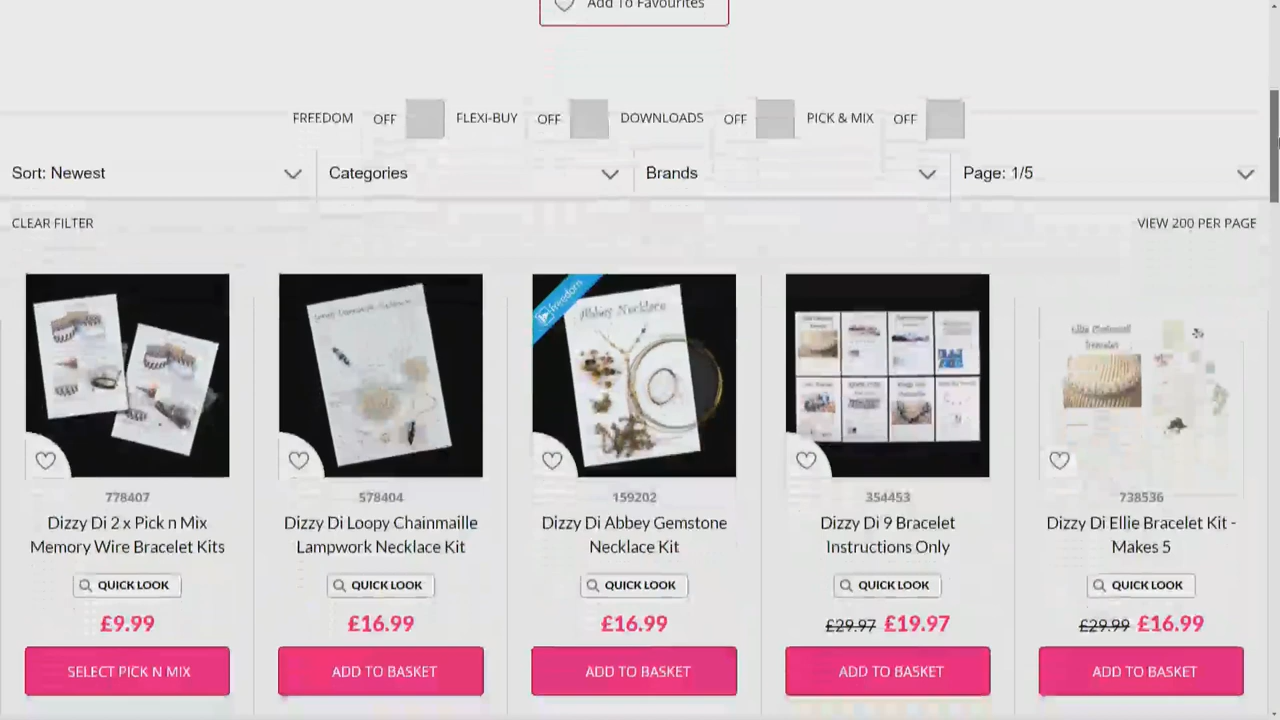 Add To Favourites
FREEDOM OFF FLEXI-BUY OFF DOWNLOADS OFF PICK & MIX OFF
Sort: Newest Categories Brands Page: 1/5
CLEAR FILTER VIEW 200 PER PAGE
freedom
Abbey Necklace
778407
Dizzy Di 2 x Pick n Mix
Memory Wire Bracelet Kits
QUICK LOOK
£9.99
SELECT PICK N MIX
578404
Dizzy Di Loopy Chainmaille
Lampwork Necklace Kit
QUICK LOOK
£16.99
ADD TO BASKET
159202
Dizzy Di Abbey Gemstone
Necklace Kit
QUICK LOOK
£16.99
ADD TO BASKET
354453
Dizzy Di 9 Bracelet
Instructions Only
QUICK LOOK
£29.97 £19.97
ADD TO BASKET
738536
Dizzy Di Ellie Bracelet Kit -
Makes 5
QUICK LOOK
£29.99 £16.99
ADD TO BASKET